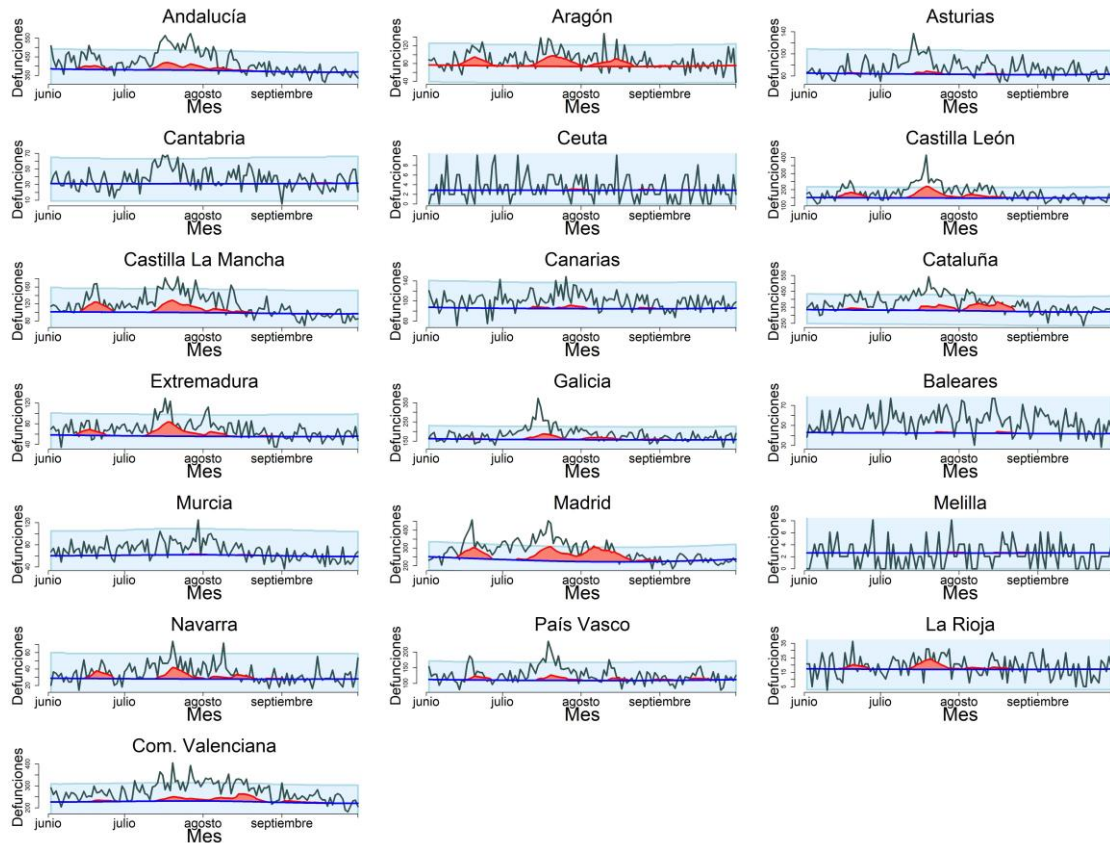 Andalucía
Defunciones
junio julio agosto septiembre
Mes
Aragón
Defunciones
junio julio agosto septiembre
Mes
Asturias
Defunciones
junio julio agosto septiembre
Mes
Cantabria
Defunciones
junio julio agosto septiembre
Mes
Ceuta
Defunciones
junio julio agosto septiembre
Mes
Castilla León
Defunciones
junio julio agosto septiembre
Mes
Castilla La Mancha
Defunciones
junio julio agosto septiembre
Mes
Canarias
Defunciones
junio julio agosto septiembre
Mes
Cataluña
Defunciones
junio julio agosto septiembre
Mes
Extremadura
Defunciones
junio julio agosto septiembre
Mes
Galicia
Defunciones
junio julio agosto septiembre
Mes
Baleares
Defunciones
junio julio agosto septiembre
Mes
Murcia
Defunciones
junio julio agosto septiembre
Mes
Madrid
Defunciones
junio julio agosto septiembre
Mes
Melilla
Defunciones
junio julio agosto septiembre
Mes
Navarra
Defunciones
junio julio agosto septiembre
Mes
País Vasco
Defunciones
junio julio agosto septiembre
Mes
La Rioja
Defunciones
junio julio agosto septiembre
Mes
Com. Valenciana
Defunciones
junio julio agosto septiembre
Mes